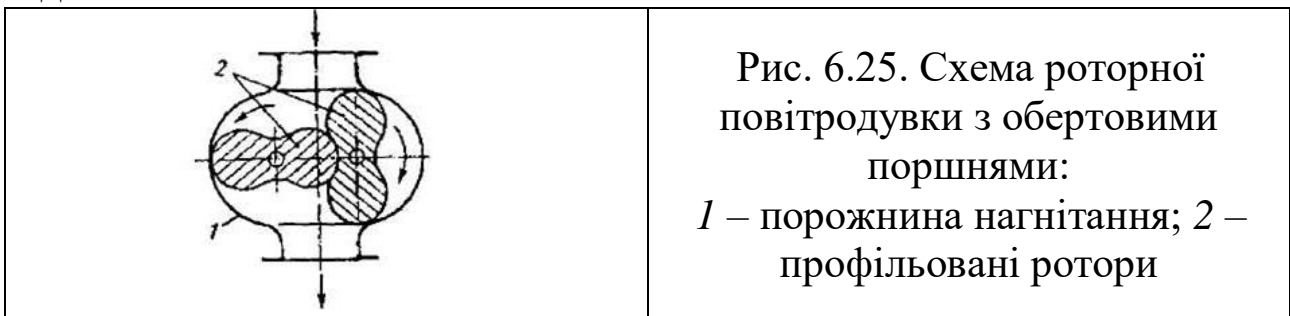 2
1
Рис. 6.25. Схема роторної
повітродувки з обертовими
поршнями:
1 – порожнина нагнітання; 2 –
профільовані ротори